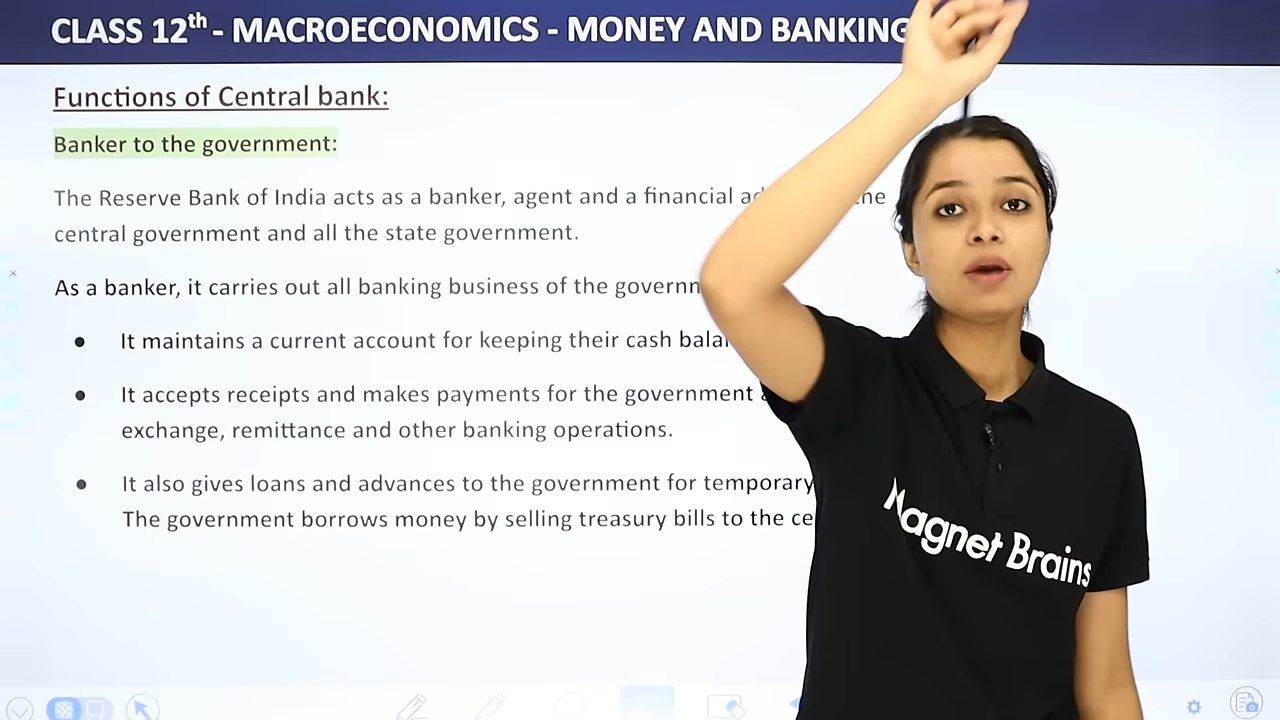 CLASS 12th - MACROECONOMICS - MONEY AND BANKING
Functions of Central bank:
Banker to the government:
The Reserve Bank of India acts as a banker, agent and a financial
central government and all the state government.
As a banker, it carries out all banking business of the
It maintains a current account for keeping their cash
It accepts receipts and makes payments for the government
exchange, remittance and other banking operations.
It also gives loans and advances to the government for temporary
The government borrows money by selling treasury bills to the
Magnet Brains